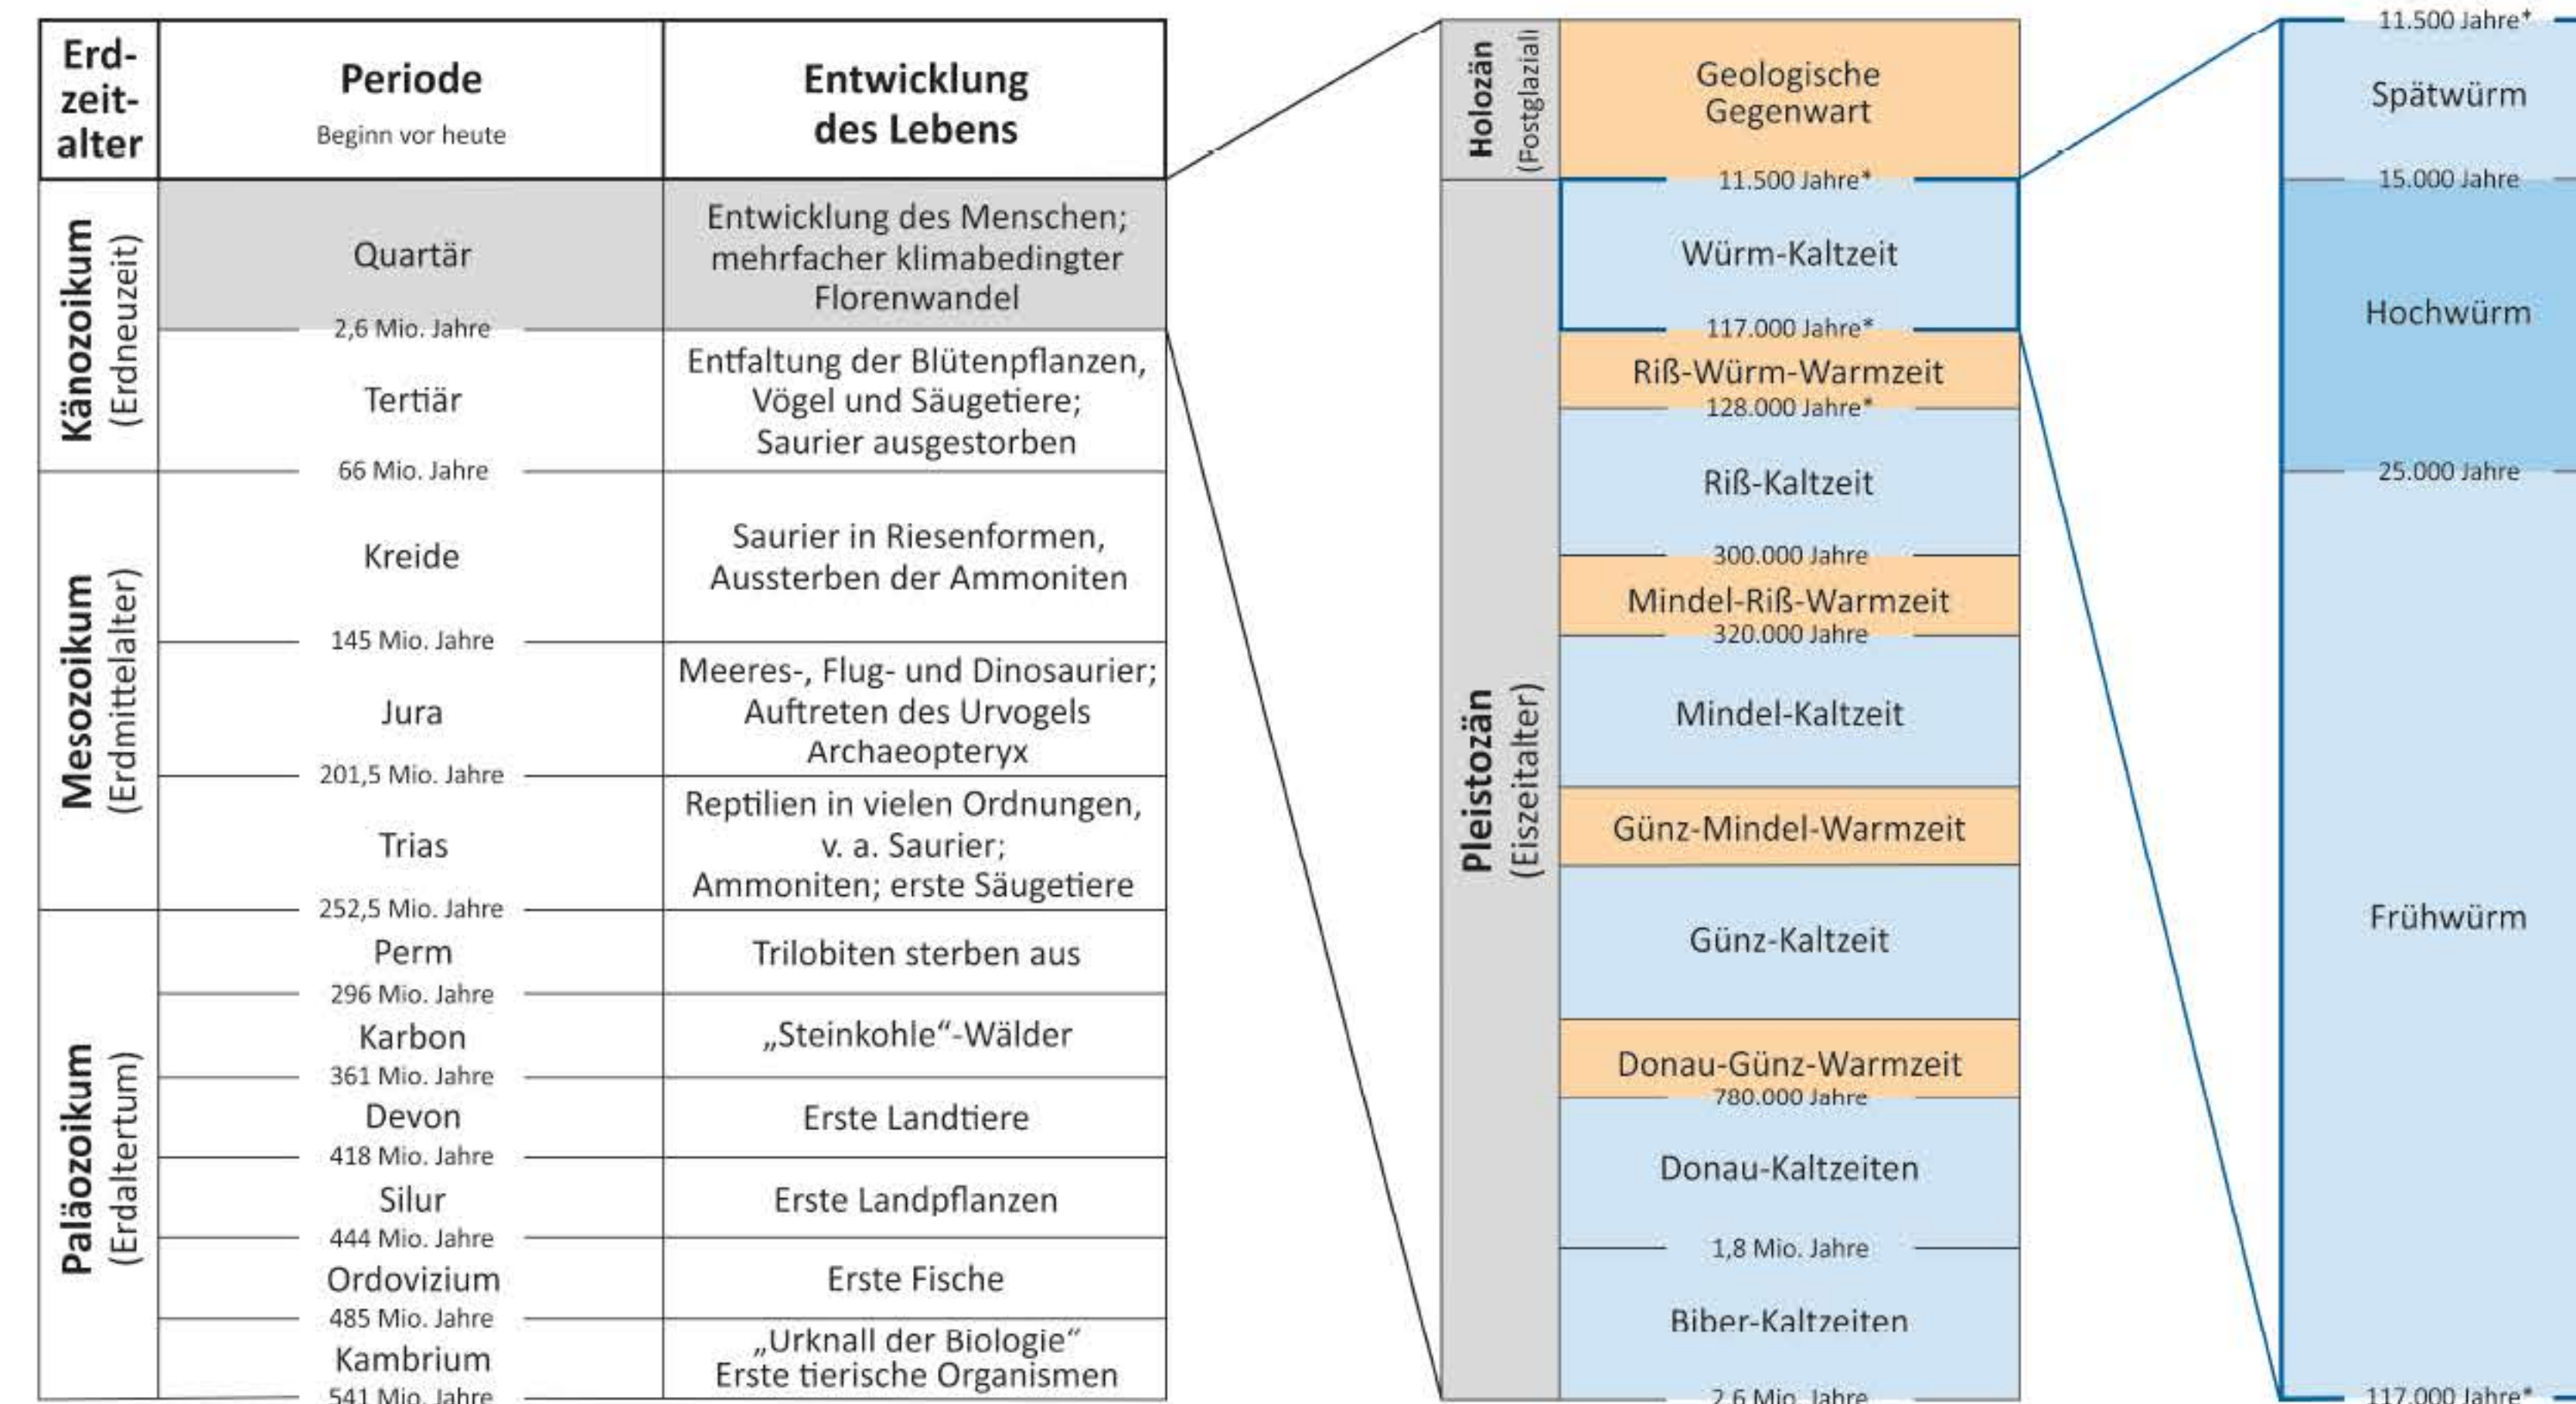 Erd-
zeit-
alter
Periode
Beginn vor heute
Entwicklung
des Lebens
Känozoikum
(Erdneuzeit)
Quartär
Entwicklung des Menschen;
mehrfacher klimabedingter
Florenwandel
2,6 Mio. Jahre
Tertiär
Entfaltung der Blütenpflanzen,
Vögel und Säugetiere;
Saurier ausgestorben
66 Mio. Jahre
Mesozoikum
(Erdmittelalter)
Kreide
Saurier in Riesenformen,
Aussterben der Ammoniten
145 Mio. Jahre
Jura
Meeres-, Flug- und Dinosaurier;
Auftreten des Urvogels
Archaeopteryx
201,5 Mio. Jahre
Trias
Reptilien in vielen Ordnungen,
v. a. Saurier;
Ammoniten; erste Säugetiere
252,5 Mio. Jahre
Paläozoikum
(Erdaltertum)
Perm
Trilobiten sterben aus
296 Mio. Jahre
Karbon
„Steinkohle“-Wälder
361 Mio. Jahre
Devon
Erste Landtiere
418 Mio. Jahre
Silur
Erste Landpflanzen
444 Mio. Jahre
Ordovizium
Erste Fische
485 Mio. Jahre
Kambrium
„Urknall der Biologie“
Erste tierische Organismen
541 Mio. Jahre
Holozän
(Postglazial)
Geologische
Gegenwart
11.500 Jahre*
Pleistozän
(Eiszeitalter)
Würm-Kaltzeit
117.000 Jahre*
Riß-Würm-Warmzeit
128.000 Jahre*
Riß-Kaltzeit
300.000 Jahre
Mindel-Riß-Warmzeit
320.000 Jahre
Mindel-Kaltzeit
Günz-Mindel-Warmzeit
Günz-Kaltzeit
Donau-Günz-Warmzeit
780.000 Jahre
Donau-Kaltzeiten
1,8 Mio. Jahre
Biber-Kaltzeiten
2,6 Mio. Jahre
11.500 Jahre*
Spätwürm
15.000 Jahre
Hochwürm
25.000 Jahre
Frühwürm
117.000 Jahre*